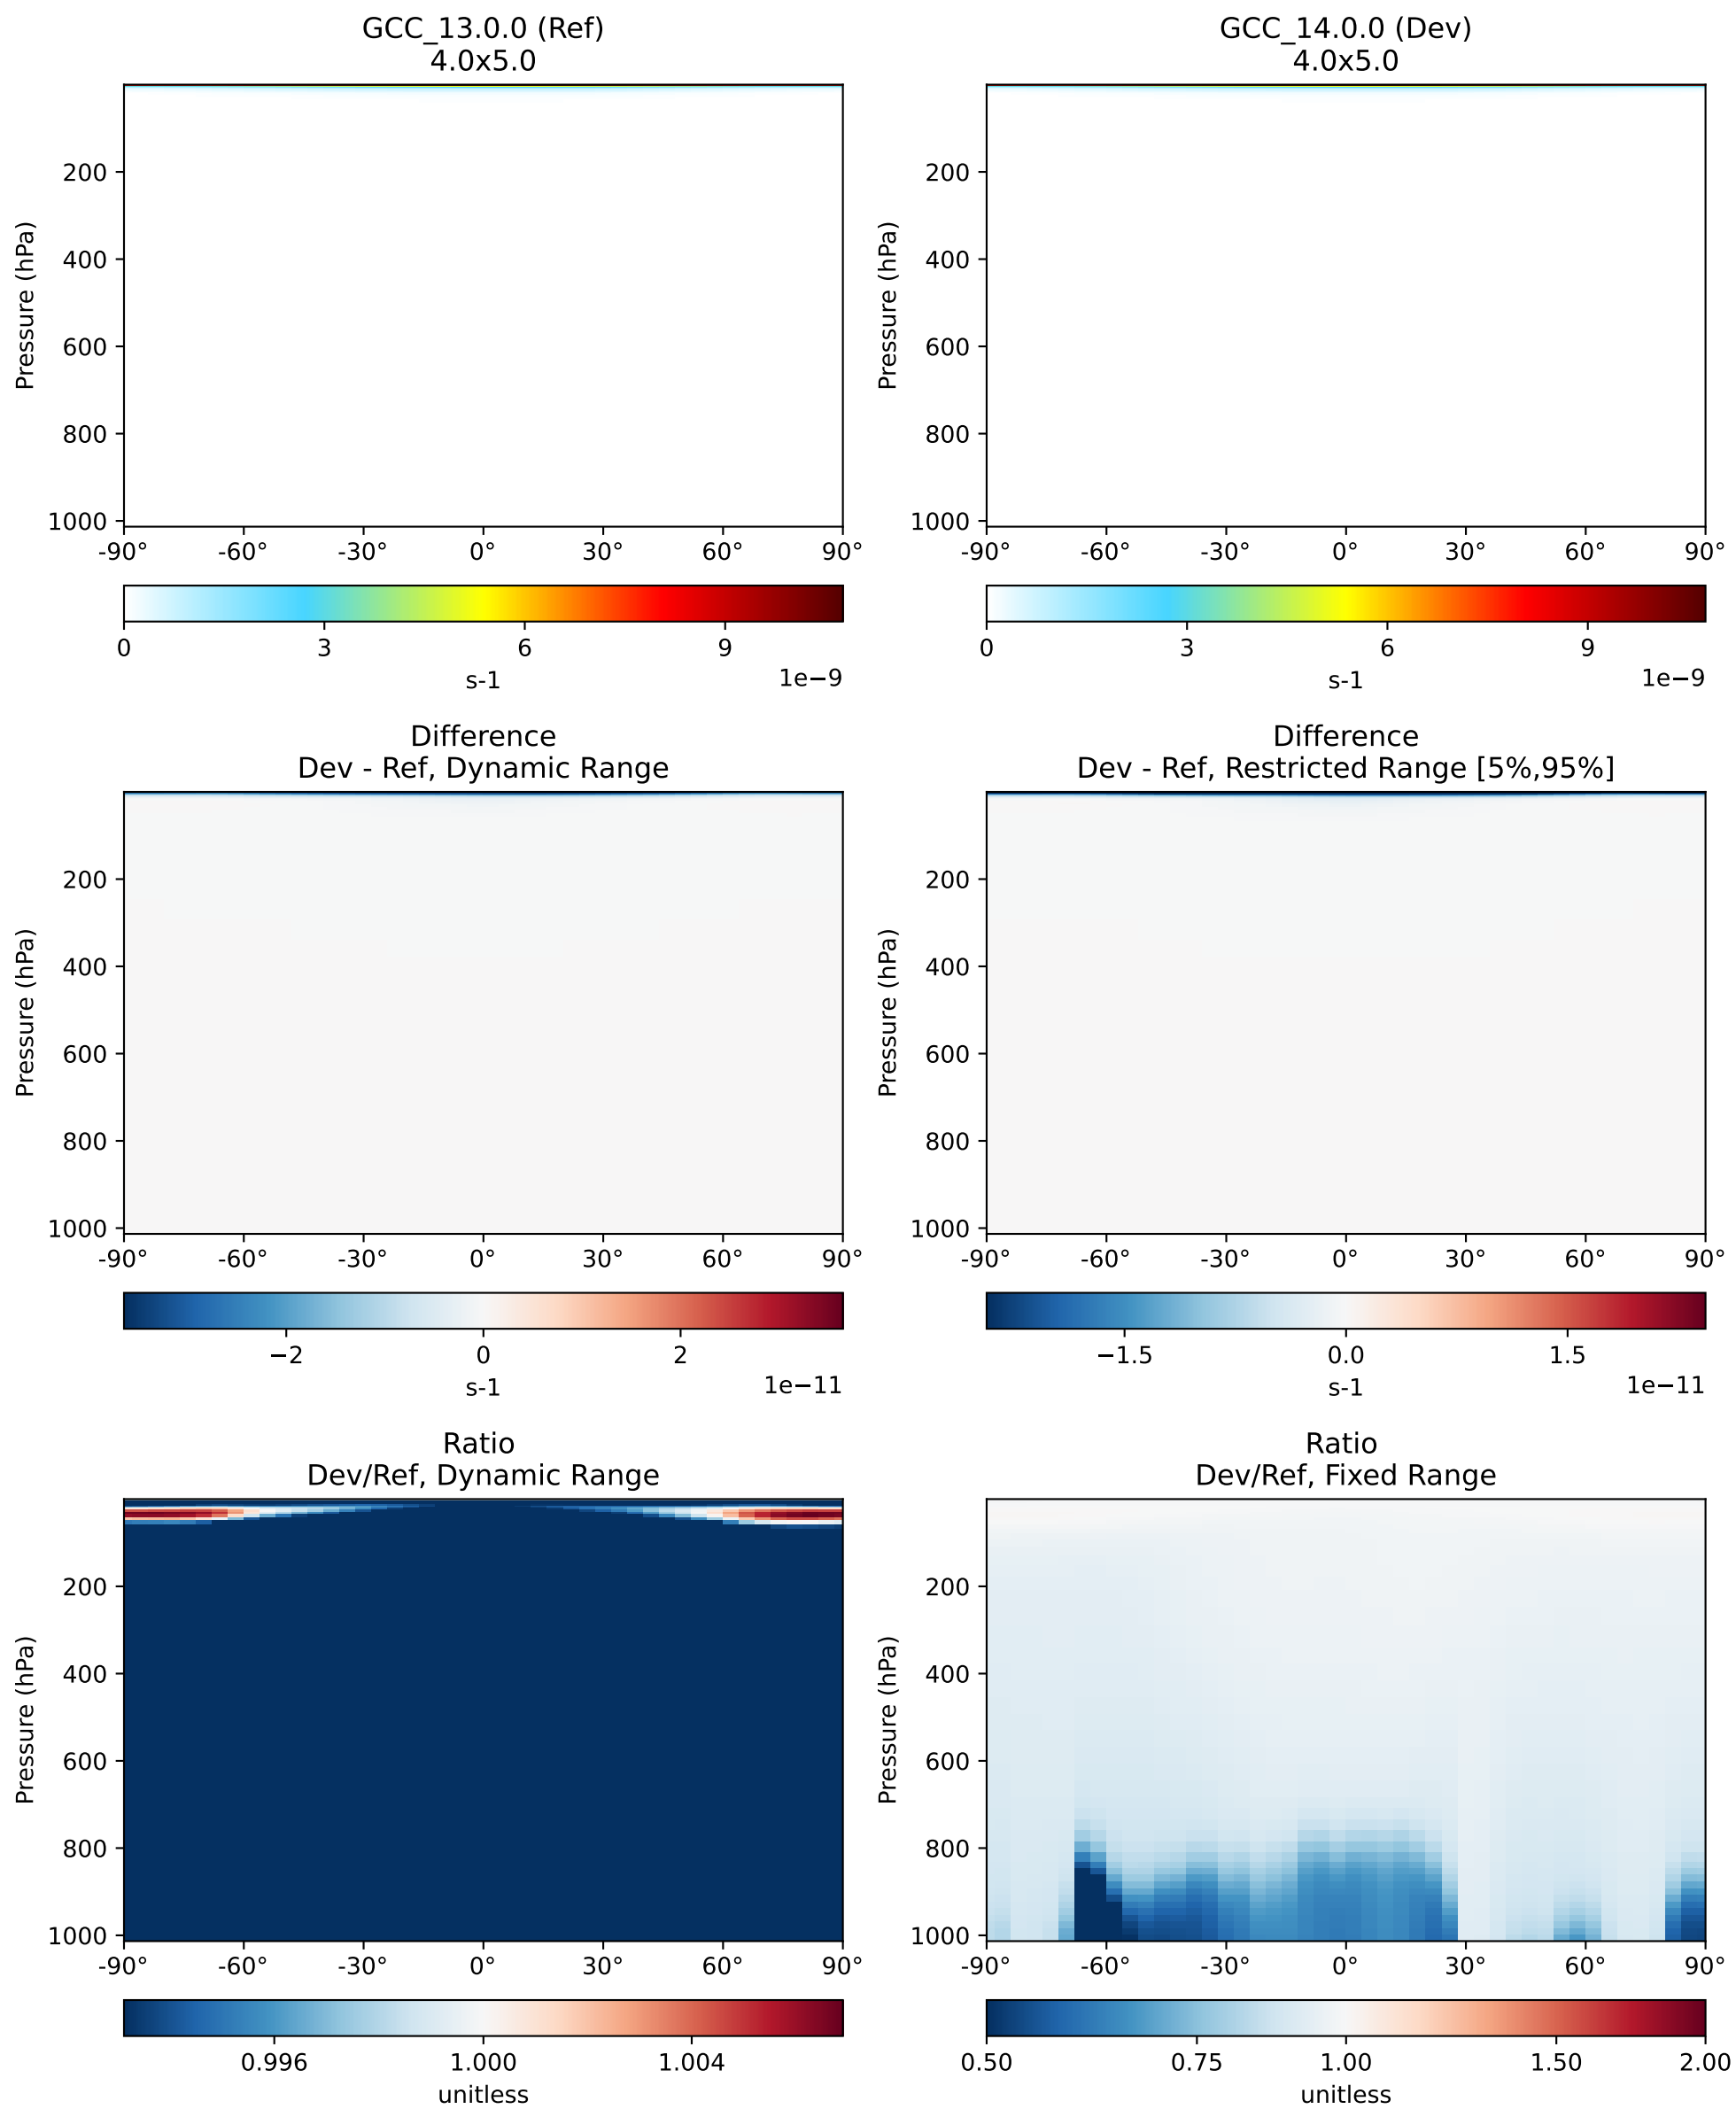 GCC_13.0.0 (Ref)
4.0x5.0
Pressure (hPa)
200
400
600
800
1000
-90° -60° -30° 0° 30° 60° 90°
0 3 6 9
s-1 1e−9
GCC_14.0.0 (Dev)
4.0x5.0
Pressure (hPa)
200
400
600
800
1000
-90° -60° -30° 0° 30° 60° 90°
0 3 6 9
s-1 1e−9
Difference
Dev - Ref, Dynamic Range
Pressure (hPa)
200
400
600
800
1000
-90° -60° -30° 0° 30° 60° 90°
−2 0 2
s-1 1e−11
Difference
Dev - Ref, Restricted Range [5%,95%]
Pressure (hPa)
200
400
600
800
1000
-90° -60° -30° 0° 30° 60° 90°
−1.5 0.0 1.5
s-1 1e−11
Ratio
Dev/Ref, Dynamic Range
Pressure (hPa)
200
400
600
800
1000
-90° -60° -30° 0° 30° 60° 90°
0.996 1.000 1.004
unitless
Ratio
Dev/Ref, Fixed Range
Pressure (hPa)
200
400
600
800
1000
-90° -60° -30° 0° 30° 60° 90°
0.50 0.75 1.00 1.50 2.00
unitless